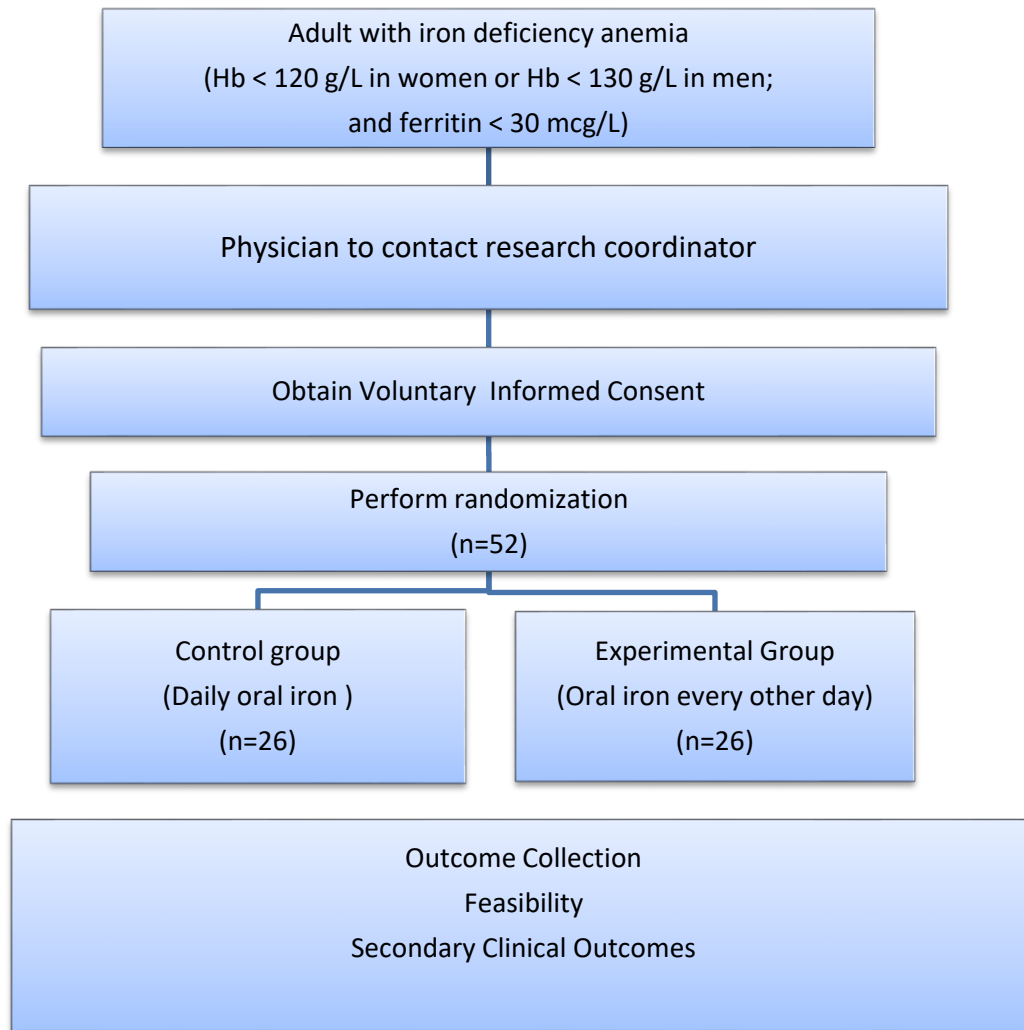 Adult with iron deficiency anemia
(Hb < 120 g/L in women or Hb < 130 g/L in men;
and ferritin < 30 mcg/L)
Physician to contact research coordinator
Obtain Voluntary  Informed Consent
Perform randomization
(n=52)
Control group
(Daily oral iron )
(n=26)
Experimental Group
(Oral iron every other day)
(n=26)
Outcome Collection
Feasibility
Secondary Clinical Outcomes